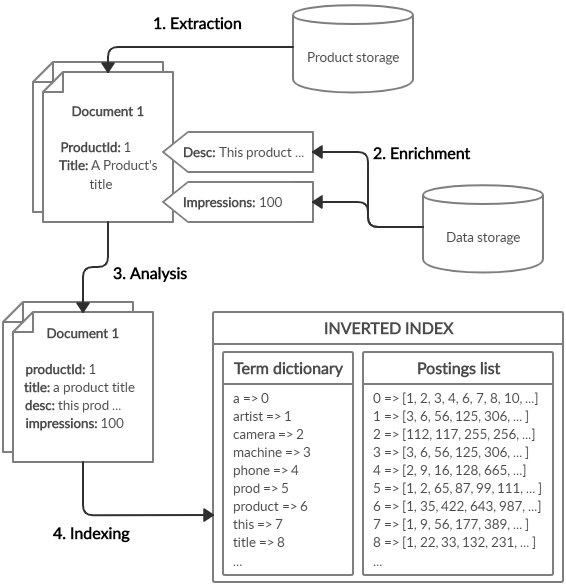 1. Extraction
Product storage
Document 1
ProductId: 1
Title: A Product's
title
Desc: This product ...
Impressions: 100
2. Enrichment
Data storage
3. Analysis
Document 1
productId: 1
title: a product title
desc: this prod ...
impressions: 100
4. Indexing
INVERTED INDEX
Term dictionary
a => 0
artist => 1
camera => 2
machine => 3
phone => 4
prod => 5
product => 6
this => 7
title => 8
...
Postings list
0 => [1, 2, 3, 4, 6, 7, 8, 10, ...]
1 => [3, 6, 56, 125, 306, ... ]
2 => [112, 117, 255, 256, ...]
3 => [3, 6, 56, 125, 306, ... ]
4 => [2, 9, 16, 128, 665, ...]
5 => [1, 2, 65, 87, 99, 111, ... ]
6 => [1, 35, 422, 643, 987, ...]
7 => [1, 9, 56, 177, 389, ... ]
8 => [1, 22, 33, 132, 231, ... ]
...